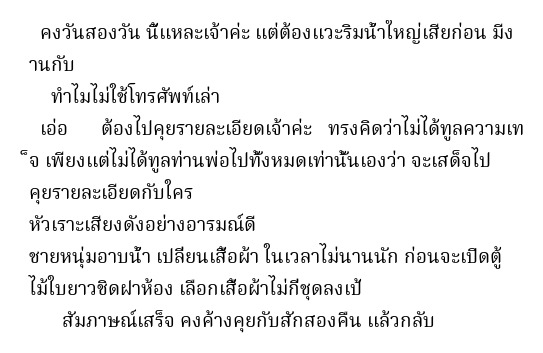 คงวันสองวัน นี่แหละเจ้าค่ะ แต่ต้องแวะริมน้ำใหญ่เสียก่อน มีง
านกับ
ทำไมไม่ใช้โทรศัพท์เล่า
เอ่อ ต้องไปคุยรายละเอียดเจ้าค่ะ ทรงคิดว่าไม่ได้ทูลความเท
็จ เพียงแต่ไม่ได้ทูลท่านพ่อไปทั้งหมดเท่านั้นเองว่า จะเสด็จไป
คุยรายละเอียดกับใคร
หัวเราะเสียงดังอย่างอารมณ์ดี
ชายหนุ่มอาบน้ำ เปลี่ยนเสื้อผ้า ในเวลาไม่นานนัก ก่อนจะเปิดตู้
ไม้ใบยาวชิดฝาห้อง เลือกเสื้อผ้าไม่กี่ชุดลงเป้
สัมภาษณ์เสร็จ คงค้างคุยกับสักสองคืน แล้วกลับ